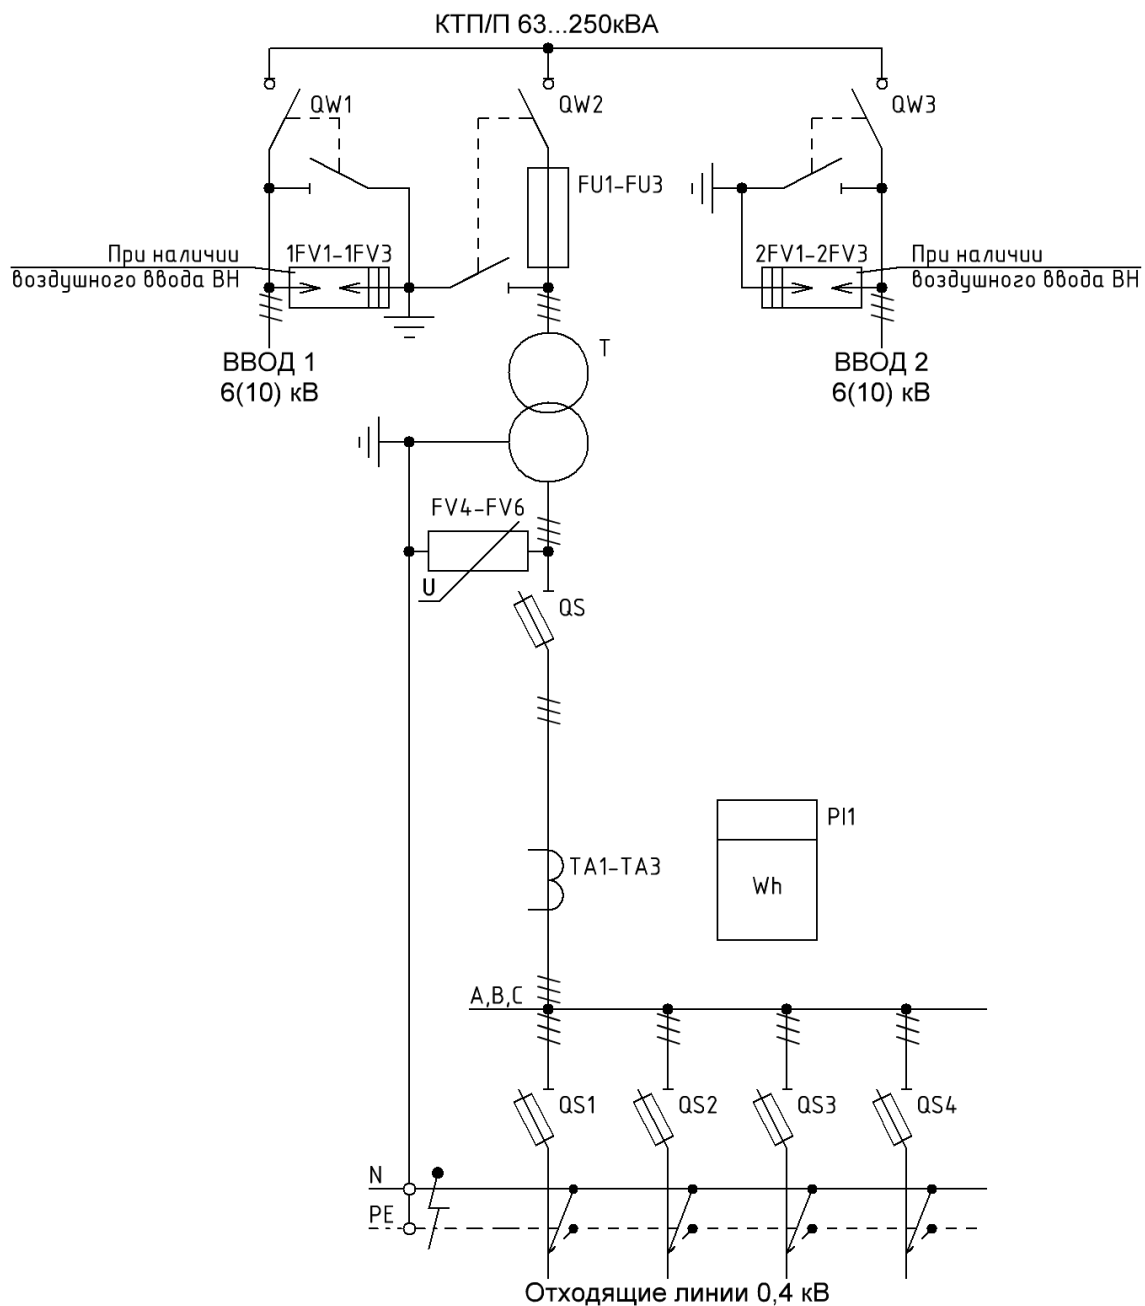 КТП/П 63...250кВА
QW1
QW2
QW3
FU1-FU3
При наличии
воздушного ввода ВН
1FV1-1FV3
2FV1-2FV3
При наличии
воздушного ввода ВН
ВВОД 1
6(10) кВ
T
ВВОД 2
6(10) кВ
FV4-FV6
U
QS
PI1
Wh
TA1-TA3
A,B,C
QS1
QS2
QS3
QS4
N
PE
Отходящие линии 0,4 кВ